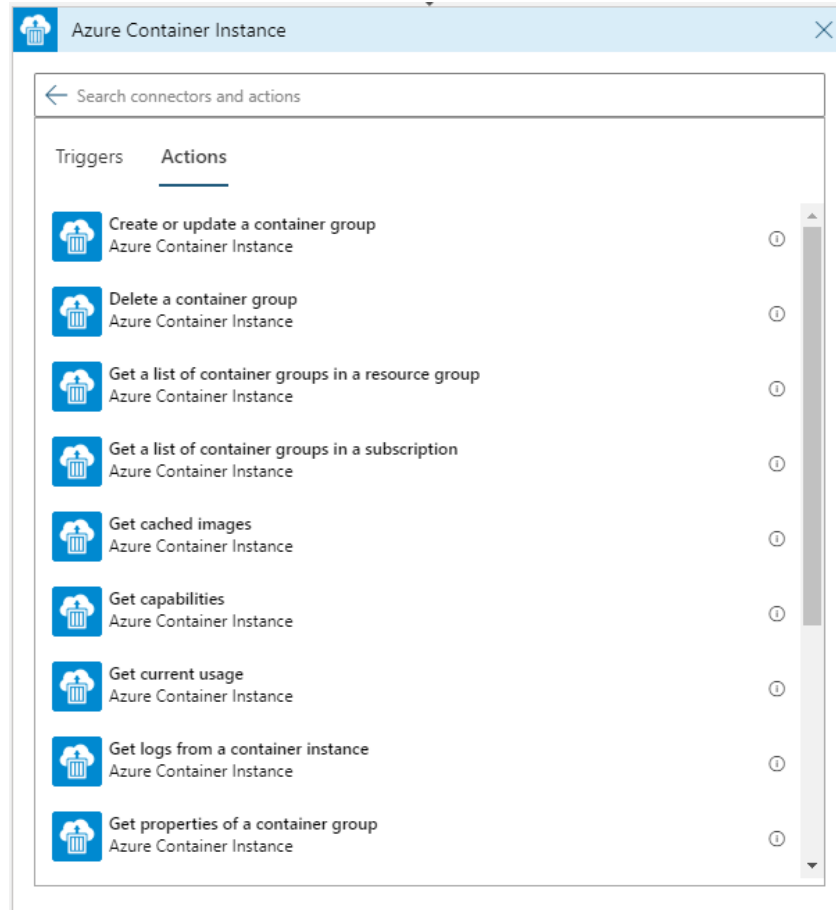 Azure Container Instance
Search connectors and actions
Triggers Actions
Create or update a container group
Azure Container Instance
Delete a container group
Azure Container Instance
Get a list of container groups in a resource group
Azure Container Instance
Get a list of container groups in a subscription
Azure Container Instance
Get cached images
Azure Container Instance
Get capabilities
Azure Container Instance
Get current usage
Azure Container Instance
Get logs from a container instance
Azure Container Instance
Get properties of a container group
Azure Container Instance